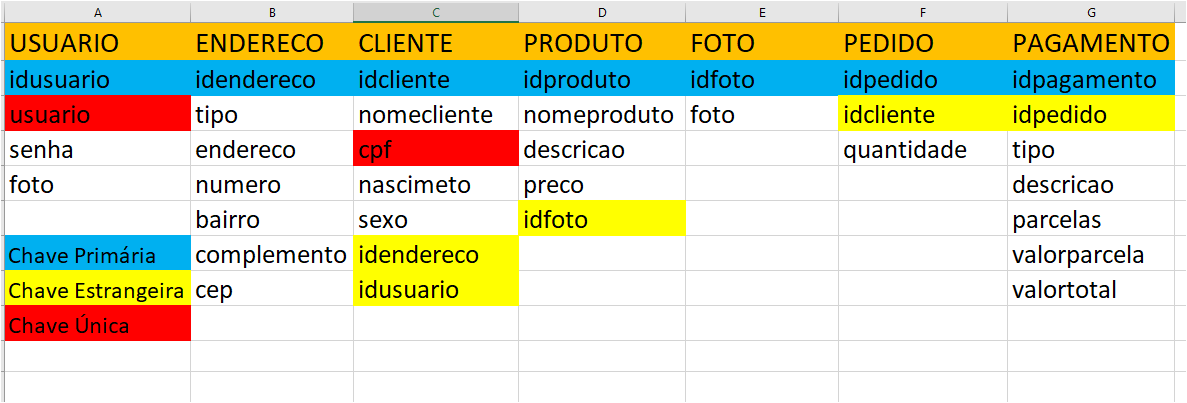 A B C D E F G
USUARIO ENDERECO CLIENTE PRODUTO FOTO PEDIDO PAGAMENTO
idusuario idendereco idcliente idproduto idfoto idpedido idpagamento
usuario tipo nomecliente nomeproduto foto idcliente idpedido
senha endereco cpf descricao quantidade tipo
foto numero nascimeto preco descricao
bairro sexo idfoto parcelas
Chave Primária complemento idendereco valorparcela
Chave Estrangeira cep idusuario valortotal
Chave Única